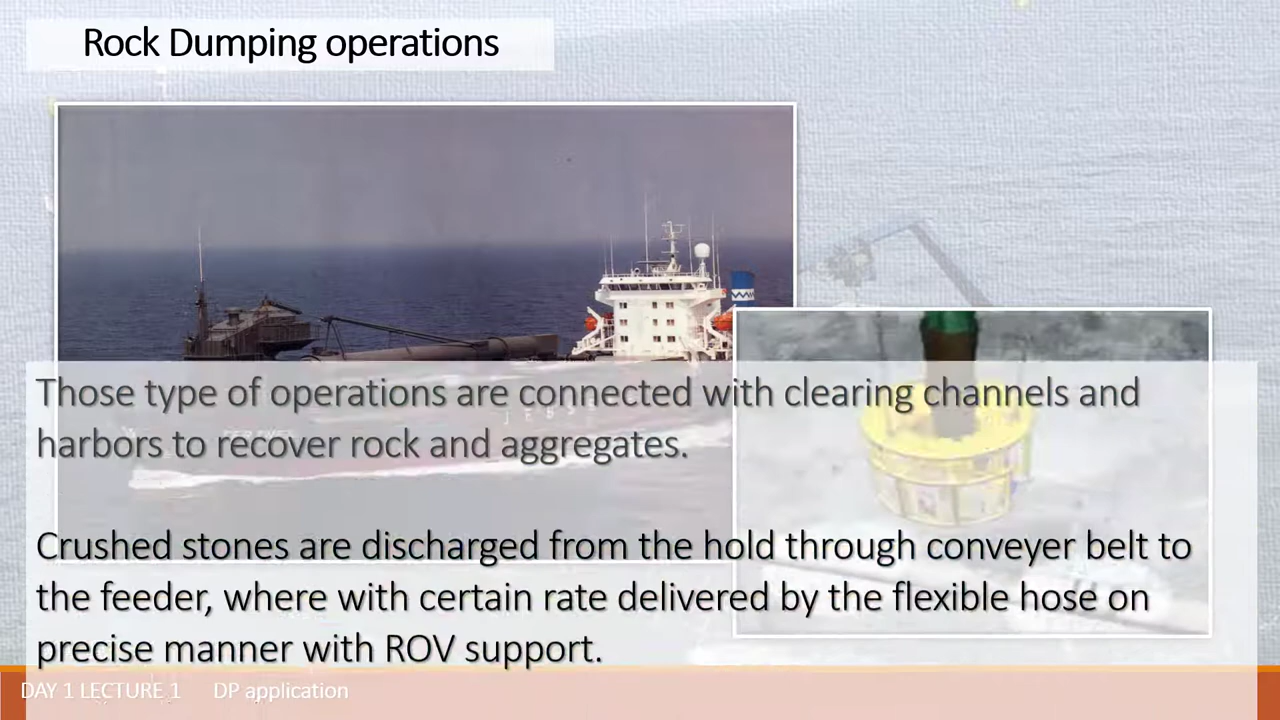 Rock Dumping operations
Those type of operations are connected with clearing channels and
harbors to recover rock and aggregates.
Crushed stones are discharged from the hold through conveyer belt to
the feeder, where with certain rate delivered by the flexible hose on
precise manner with ROV support.
DAY 1 LECTURE 1 DP application